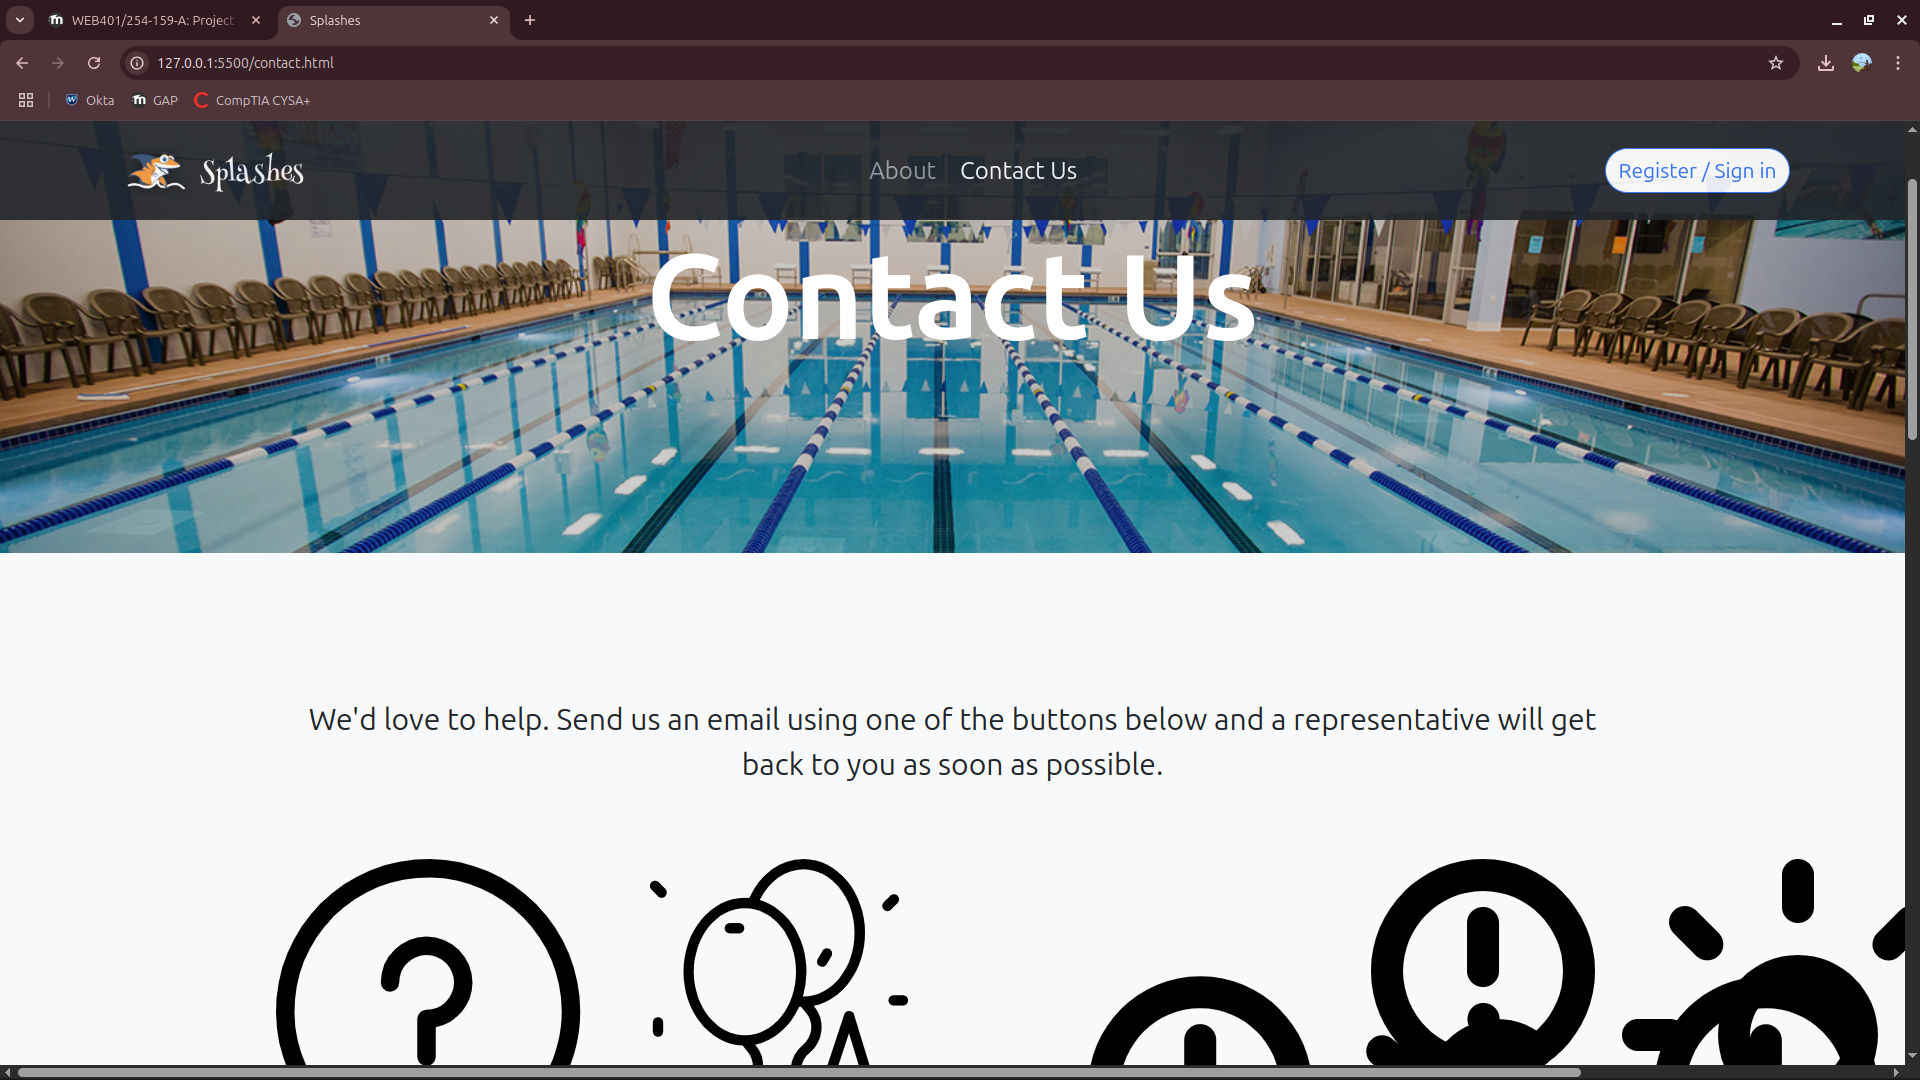 WEB401/254-159-A: Project
Splashes
127.0.0.1:5500/contact.html
Okta
GAP
CompTIA CYSA+
Splashes
About
Contact Us
Register / Sign in
Contact Us
We'd love to help. Send us an email using one of the buttons below and a representative will get
back to you as soon as possible.